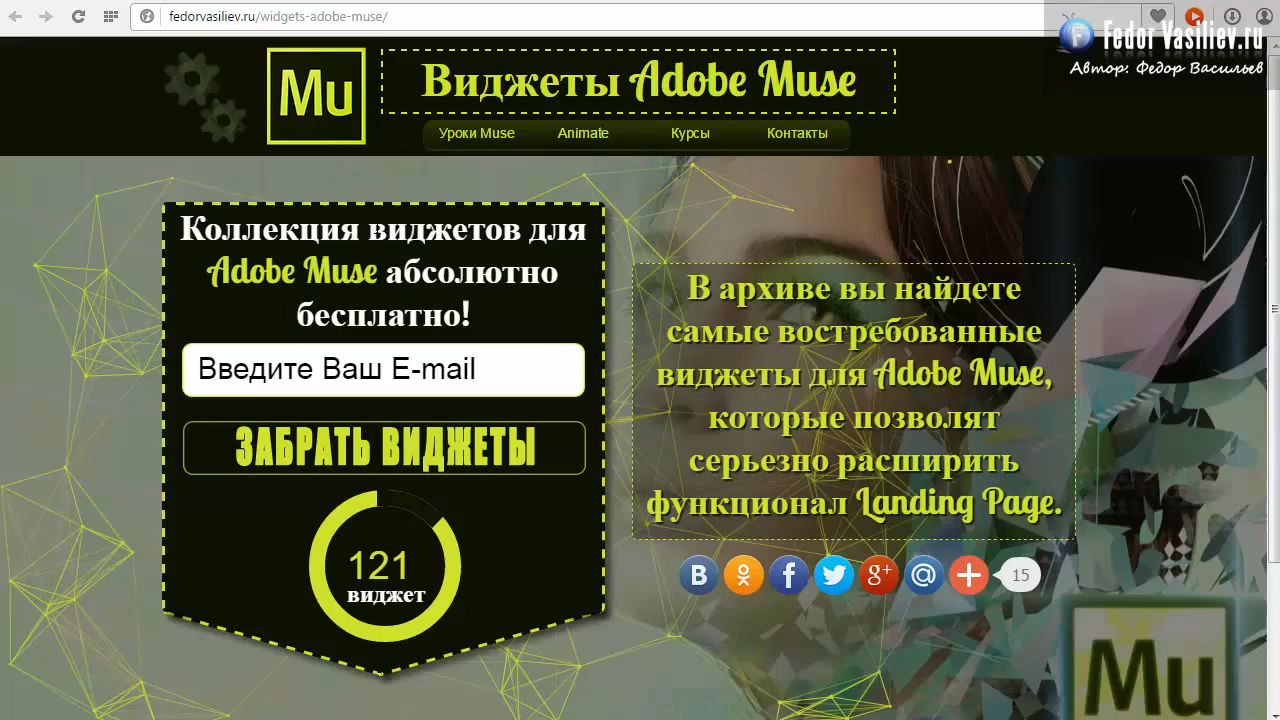 fedorvasiliev.ru/widgets-adobe-muse/
Fedor Vasiliev.ru
Автор: Федор Васильев
Mu
Виджеты Adobe Muse
Уроки Muse Animate Курсы Контакты
Коллекция виджетов для
Adobe Muse абсолютно
бесплатно!
Введите Ваш E-mail
ЗАБРАТЬ ВИДЖЕТЫ
121
виджет
В архиве вы найдете
самые востребованные
виджеты для Adobe Muse,
которые позволят
серьезно расширить
функционал Landing Page.
15
Mu